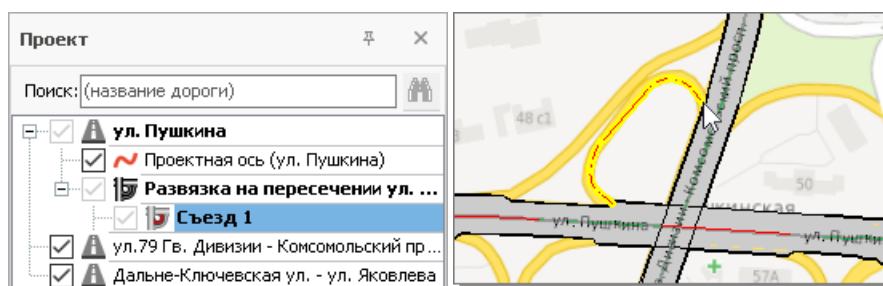 Проект
Поиск: (название дороги)
ул. Пушкина
Проектная ось (ул. Пушкина)
Развязка на пересечении ул. ...
Съезд 1
ул.79 Гв. Дивизии - Комсомольский пр...
Дальне-Ключевская ул. - ул. Яковлева
48 с1
50
ул. Пушкина
ул. Пушки
57А